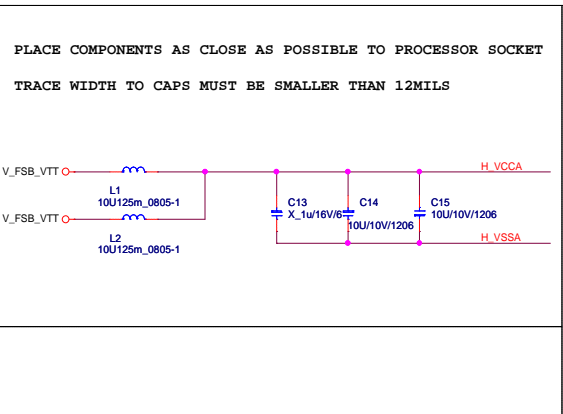 PLACE COMPONENTS AS CLOSE AS POSSIBLE TO PROCESSOR SOCKET
TRACE WIDTH TO CAPS MUST BE SMALLER THAN 12MILS
V_FSB_VTT
H_VCCA
L1
10U125m_0805-1
C13
X_1u/16V/6
C14
10U/10V/1206
C15
10U/10V/1206
V_FSB_VTT
L2
10U125m_0805-1
H_VSSA